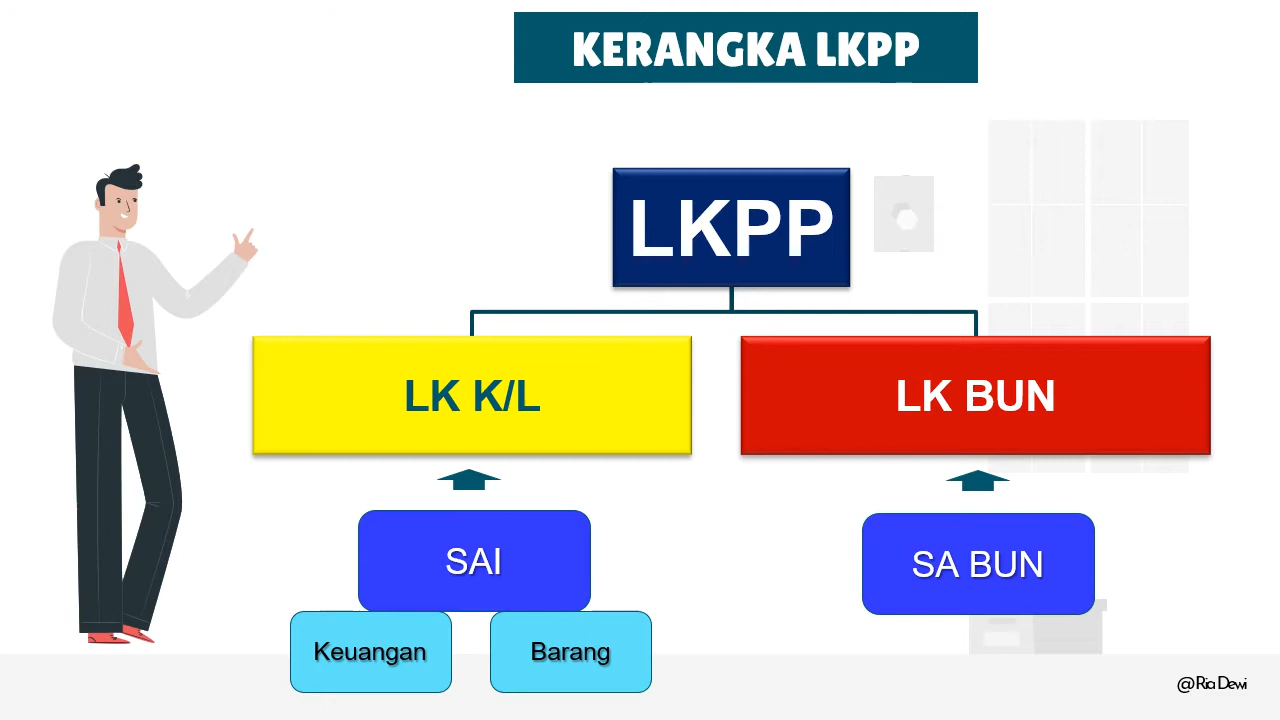 KERANGKA LKPP
LKPP
LK K/L
LK BUN
SAI
SA BUN
Keuangan
Barang
@Ria Dewi